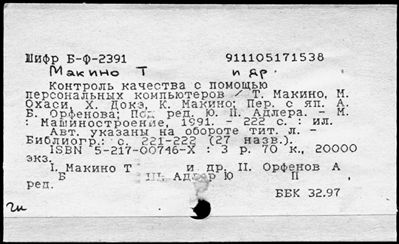 Шифр Б-Ф-2391 911105171538
Макино Т и др.
Контроль качества с помощью
персональных компьютеров / Т. Макино, М.
Охаси, Х. Докэ, К. Макино; Пер. с яп. А.
Б. Орфенова; Под ред. Ю. П. Адлера. - М.
: Машиностроение, 1991. - 222 с. : ил.
Авт. указаны на обороте тит. л. -
Библиогр.: с. 221-222 (27 назв.).
ISBN 5-217-00746-X : 3 р. 70 к., 20000
экз.
I. Макино Т и др. II. Орфенов А
Б III. Адлер Ю П ,
ред.
ББК 32.97
чи